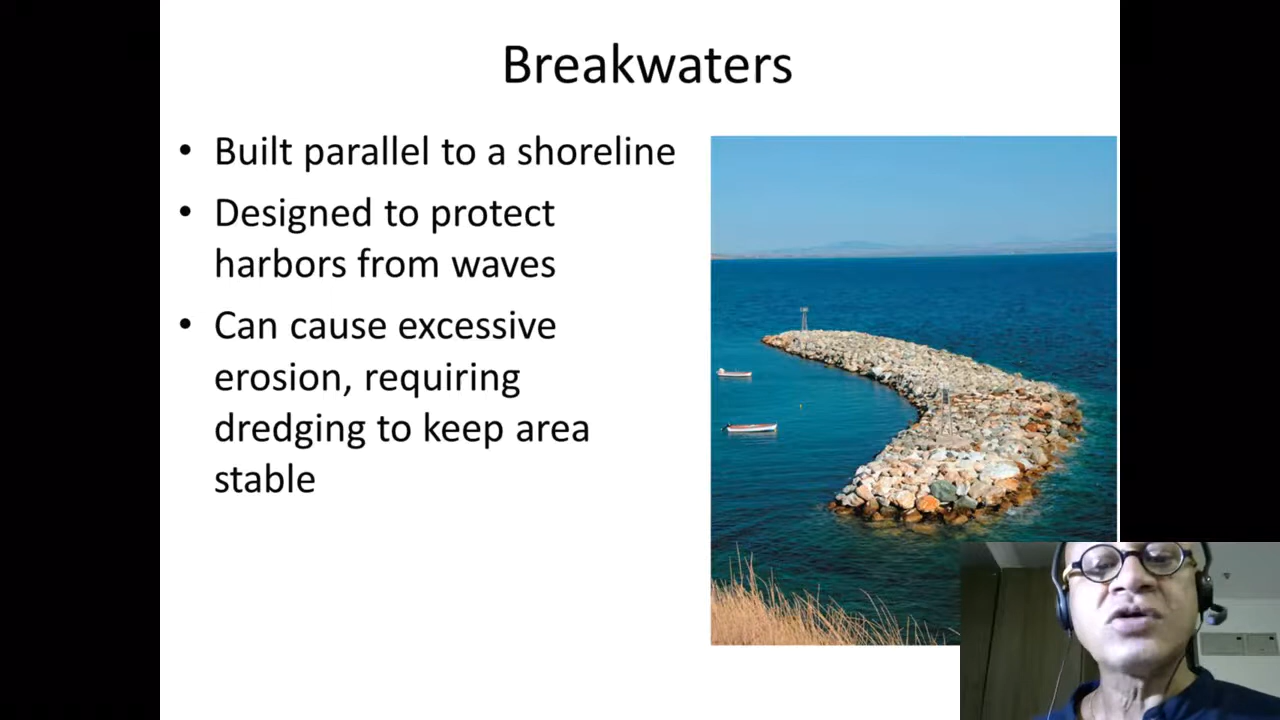 Breakwaters
• Built parallel to a shoreline
• Designed to protect
harbors from waves
• Can cause excessive
erosion, requiring
dredging to keep area
stable